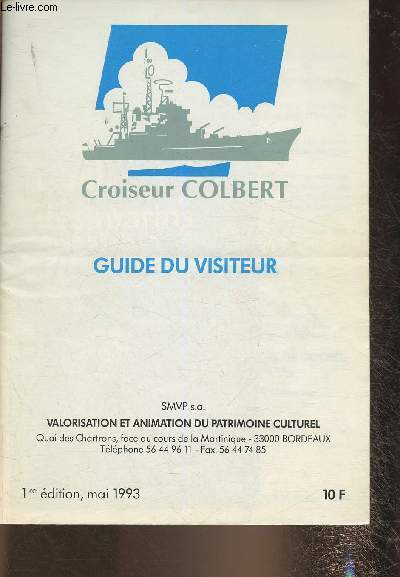 Le-livre.com
Croiseur COLBERT
GUIDE DU VISITEUR
SMVP s.a.
VALORISATION ET ANIMATION DU PATRIMOINE CULTUREL
Quai des Chartrons, face au cours de la Martinique - 33000 BORDEAUX
Téléphone 56 44 96 11 - Fax 56 44 74 85
1re édition, mai 1993 10 F